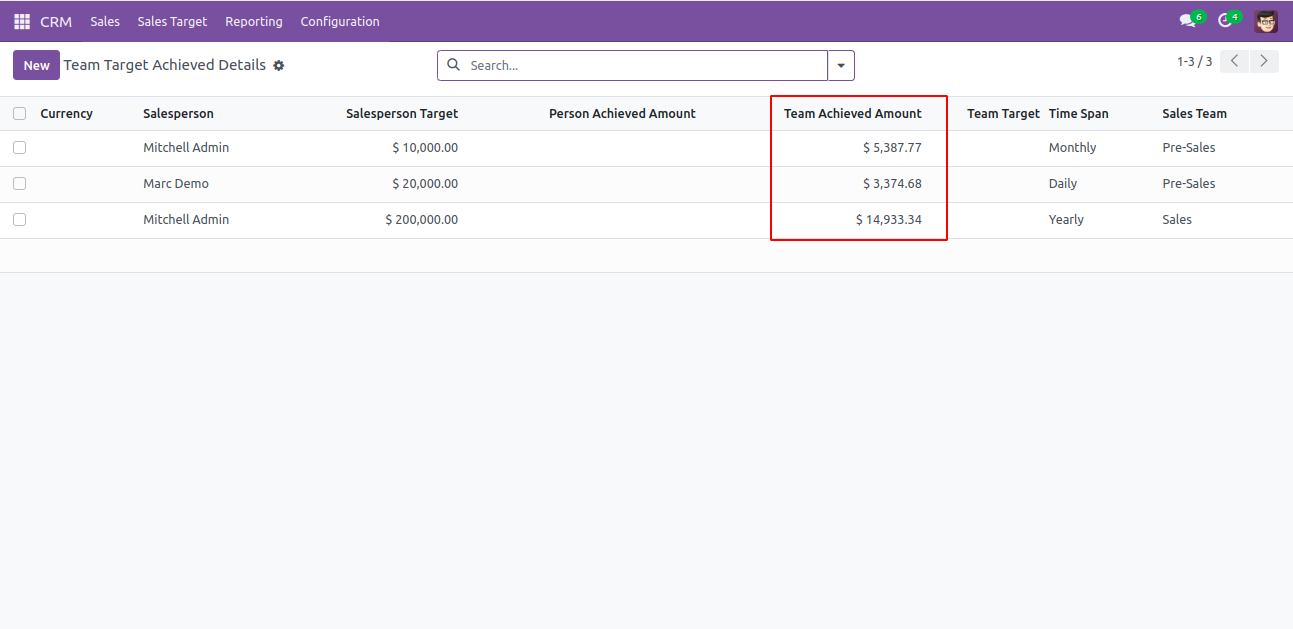 CRM Sales Sales Target Reporting Configuration 6 4
New Team Target Achieved Details Search... 1-3 / 3
Currency Salesperson Salesperson Target Person Achieved Amount Team Achieved Amount Team Target Time Span Sales Team
Mitchell Admin $ 10,000.00 $ 5,387.77 Monthly Pre-Sales
Marc Demo $ 20,000.00 $ 3,374.68 Daily Pre-Sales
Mitchell Admin $ 200,000.00 $ 14,933.34 Yearly Sales